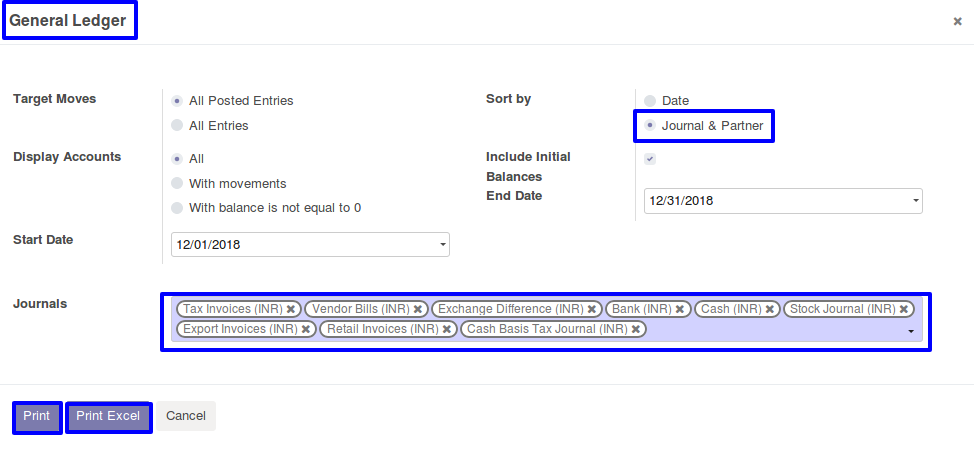 General Ledger ×
Target Moves
All Posted Entries
All Entries
Sort by
Date
Journal & Partner
Display Accounts
All
With movements
With balance is not equal to 0
Include Initial
Balances
End Date
12/31/2018
Start Date
12/01/2018
Journals
Tax Invoices (INR) ✖ Vendor Bills (INR) ✖ Exchange Difference (INR) ✖ Bank (INR) ✖ Cash (INR) ✖ Stock Journal (INR) ✖
Export Invoices (INR) ✖ Retail Invoices (INR) ✖ Cash Basis Tax Journal (INR) ✖
Print Print Excel Cancel